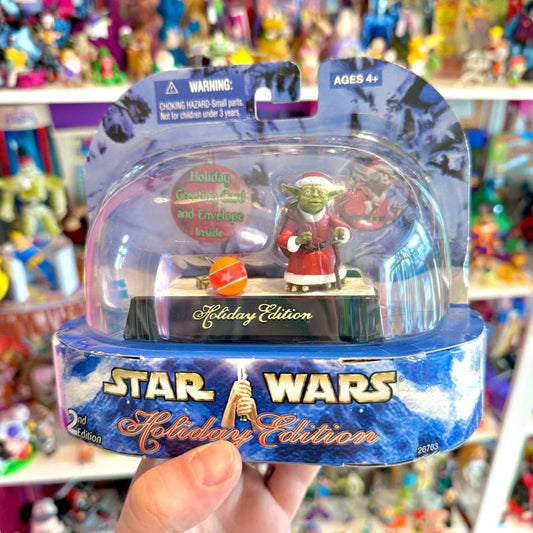 WARNING:
CHOKING HAZARD-Small parts.
Not for children under 3 years.
AGES 4+
Holiday
Greeting Card
and Envelope
Inside
Holiday Edition
STAR WARS
2nd
Edition
Holiday Edition
26763